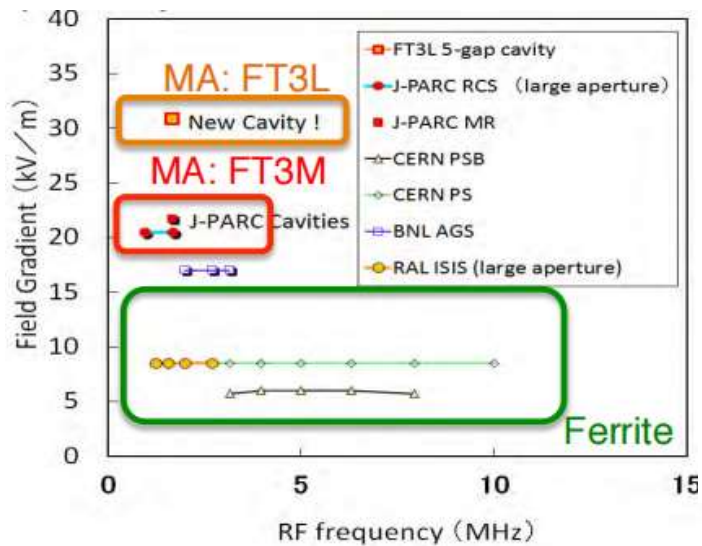 40
35
30
25
20
15
10
5
0
Field Gradient (kV/m)
MA: FT3L
New Cavity !
MA: FT3M
J-PARC Cavities
FT3L 5-gap cavity
J-PARC RCS (large aperture)
J-PARC MR
CERN PSB
CERN PS
BNL AGS
RAL ISIS (large aperture)
Ferrite
0
5
10
15
RF frequency (MHz)